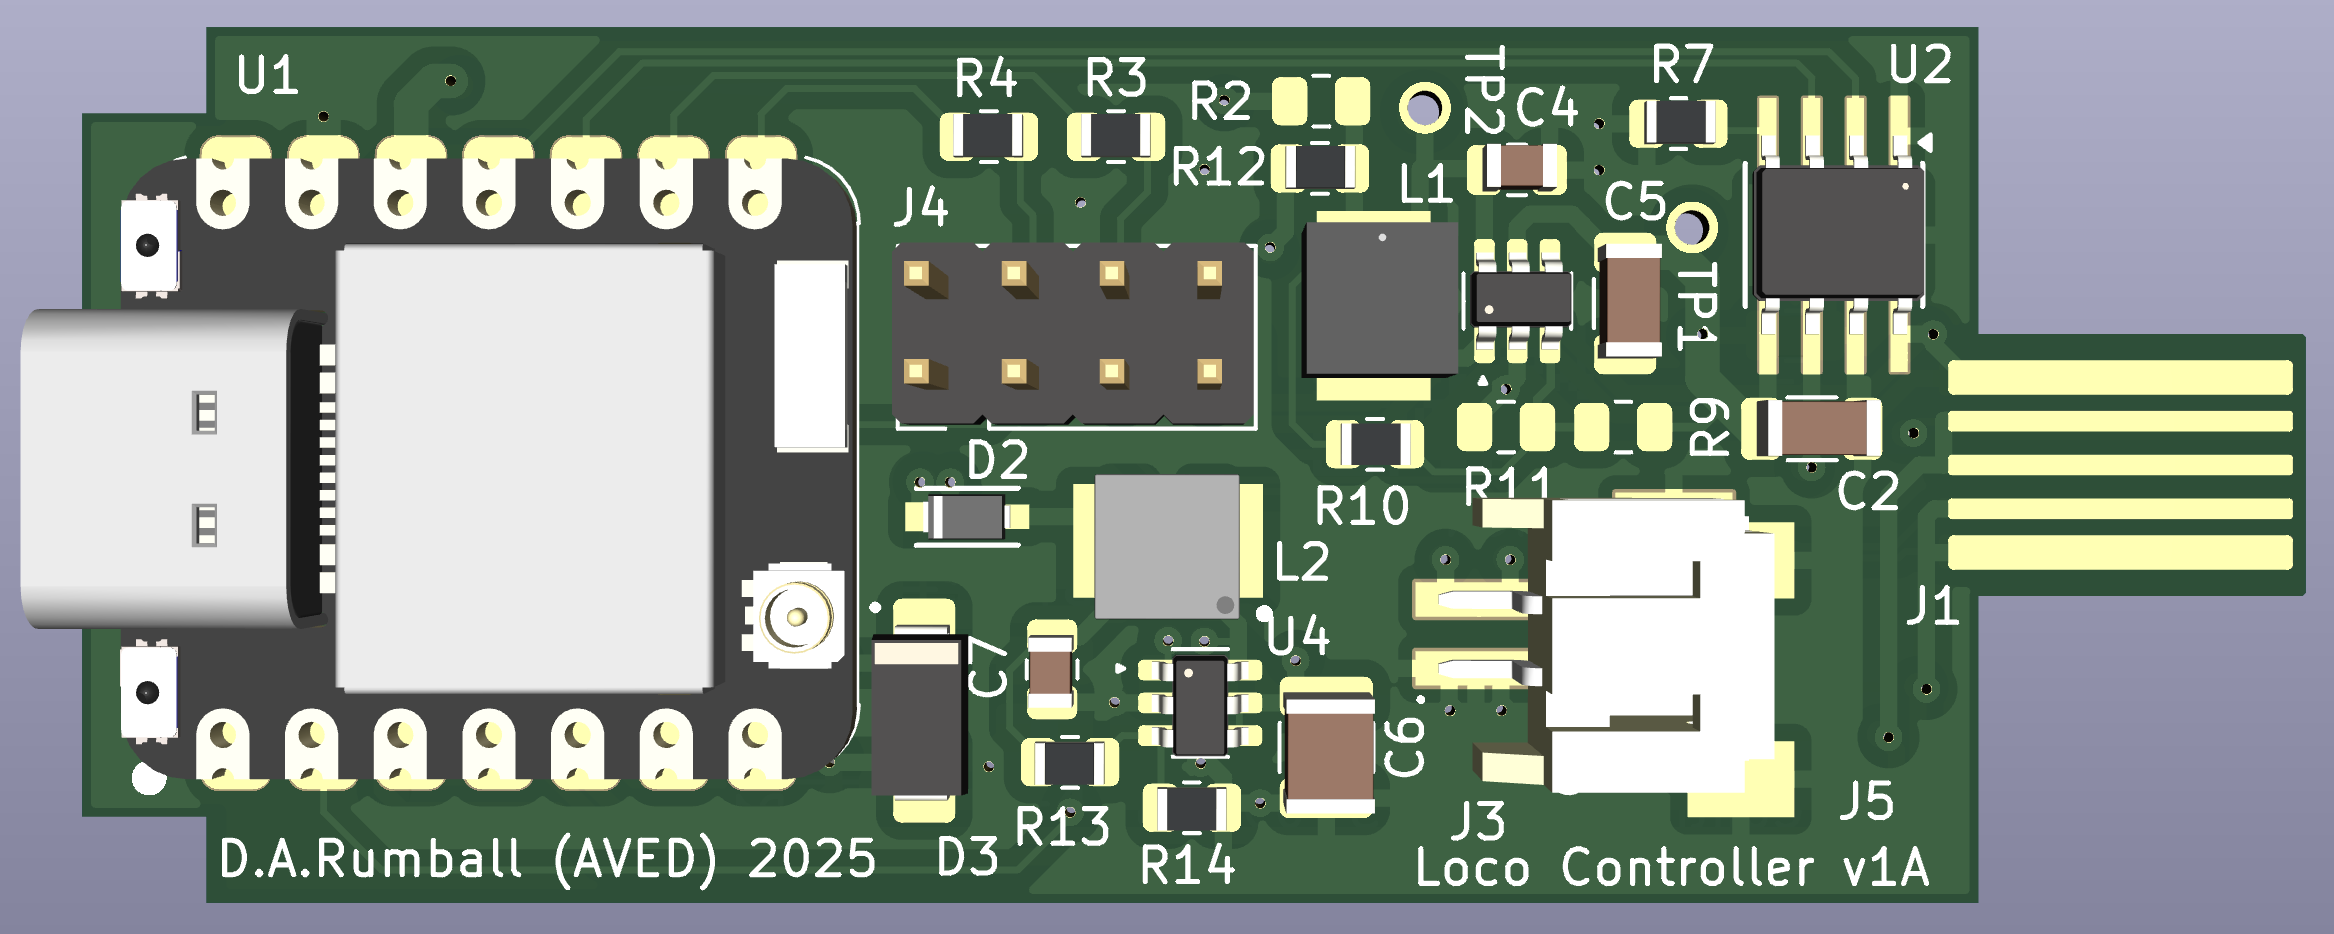 U1
R4
R3
R2
TP2
C4
R7
U2
R12
L1
C5
J4
TP1
D2
R10
R11
R9
C2
L2
J1
U4
C7
C6
R13
R14
D3
J3
J5
D.A.Rumball (AVED) 2025
Loco Controller v1A